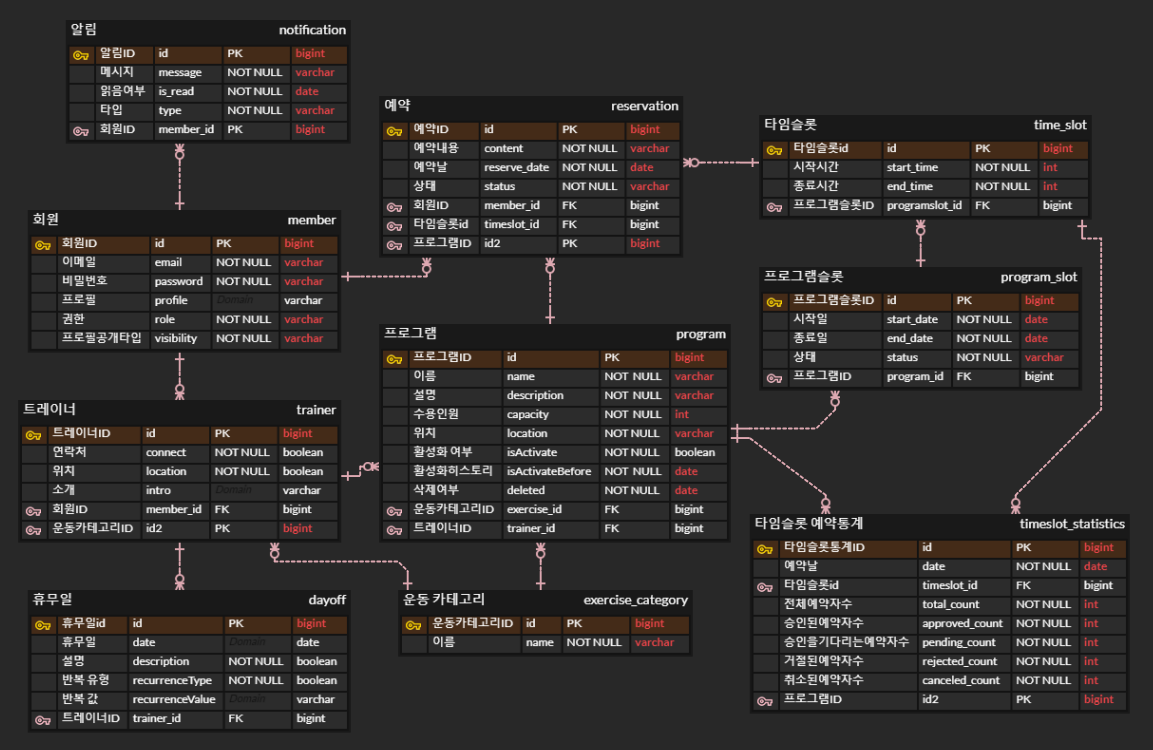 알림 notification
알림ID id PK bigint
메시지 message NOT NULL varchar
읽음여부 is_read NOT NULL date
타입 type NOT NULL varchar
회원ID member_id PK bigint
예약 reservation
예약ID id PK bigint
예약내용 content NOT NULL varchar
예약날 reserve_date NOT NULL date
상태 status NOT NULL varchar
회원ID member_id FK bigint
타임슬롯id timeslot_id FK bigint
프로그램ID id2 PK bigint
타임슬롯 time_slot
타임슬롯id id PK bigint
시작시간 start_time NOT NULL int
종료시간 end_time NOT NULL int
프로그램슬롯ID programslot_id FK bigint
회원 member
회원ID id PK bigint
이메일 email NOT NULL varchar
비밀번호 password NOT NULL varchar
프로필 profile Domain varchar
권한 role NOT NULL varchar
프로필공개타입 visibility NOT NULL varchar
프로그램슬롯 program_slot
프로그램슬롯ID id PK bigint
시작일 start_date NOT NULL date
종료일 end_date NOT NULL date
상태 status NOT NULL varchar
프로그램ID program_id FK bigint
프로그램 program
프로그램ID id PK bigint
이름 name NOT NULL varchar
설명 description NOT NULL varchar
수용인원 capacity NOT NULL int
위치 location NOT NULL varchar
활성화 여부 isActivate NOT NULL boolean
활성화히스토리 isActivateBefore NOT NULL date
삭제여부 deleted NOT NULL date
운동카테고리ID exercise_id FK bigint
트레이너ID trainer_id FK bigint
트레이너 trainer
트레이너ID id PK bigint
연락처 connect NOT NULL boolean
위치 location NOT NULL boolean
소개 intro Domain varchar
회원ID member_id FK bigint
운동카테고리ID id2 PK bigint
타임슬롯 예약통계 timeslot_statistics
타임슬롯통계ID id PK bigint
예약날 date NOT NULL date
타임슬롯id timeslot_id FK bigint
전체예약자수 total_count NOT NULL int
승인된예약자수 approved_count NOT NULL int
승인을기다리는예약자수 pending_count NOT NULL int
거절된예약자수 rejected_count NOT NULL int
취소된예약자수 canceled_count NOT NULL int
프로그램ID id2 PK bigint
휴무일 dayoff
휴무일id id PK bigint
휴무일 date Domain date
설명 description NOT NULL boolean
반복 유형 recurrenceType NOT NULL boolean
반복 값 recurrenceValue Domain varchar
트레이너ID trainer_id FK bigint
운동 카테고리 exercise_category
운동카테고리ID id PK bigint
이름 name NOT NULL varchar